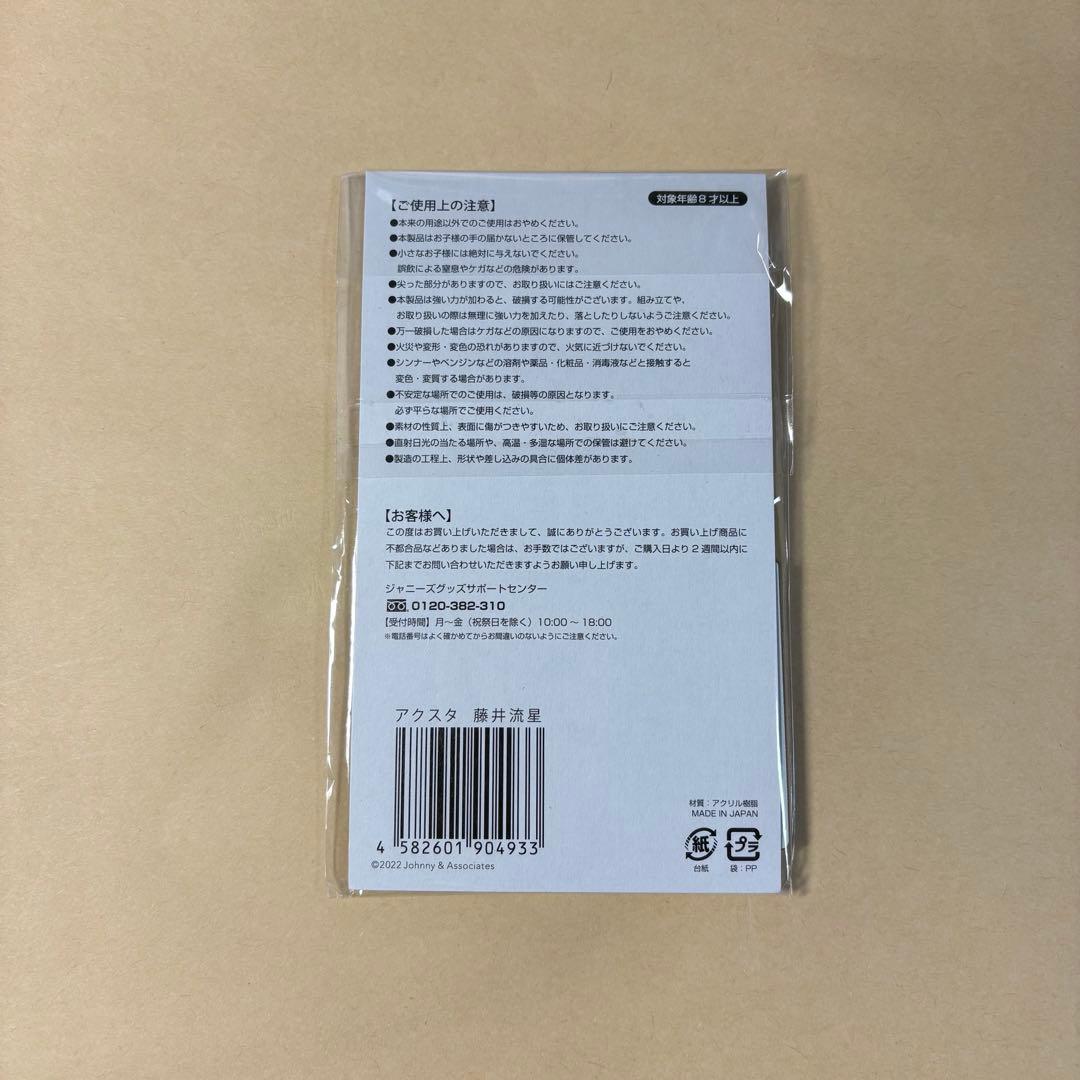 【ご使用上の注意】
対象年齢8才以上
●本来の用途以外でのご使用はおやめください。
●本製品はお子様の手の届かないところに保管してください。
●小さなお子様には絶対に与えないでください。
誤飲による窒息やケガなどの危険があります。
●尖った部分がありますので、お取り扱いにはご注意ください。
●本製品は強い力が加わると、破損する可能性がございます。組み立てや、
お取り扱いの際は無理に強い力を加えたり、落としたりしないようご注意ください。
●万一破損した場合はケガなどの原因になりますので、ご使用をおやめください。
●火災や変形・変色の恐れがありますので、火気に近づけないでください。
●シンナーやベンジンなどの溶剤や薬品・化粧品・消毒液などと接触すると
変色・変質する場合があります。
●不安定な場所でのご使用は、破損等の原因となります。
必ず平らな場所でご使用ください。
●素材の性質上、表面に傷がつきやすいため、お取り扱いにご注意ください。
●直射日光の当たる場所や、高温・多湿な場所での保管は避けてください。
●製造の工程上、形状や差し込みの具合に個体差があります。
【お客様へ】
この度はお買い上げいただきまして、誠にありがとうございます。お買い上げ商品に
不都合品などありました場合は、お手数ではございますが、ご購入日より2週間以内に
下記までお問い合わせいただきますようお願い申し上げます。
ジャニーズグッズサポートセンター
0120-382-310
【受付時間】月～金（祝祭日を除く）10:00～18:00
※電話番号はよく確かめてからお間違いのないようにご注意ください。
アクスタ 藤井流星
4 582601 904933
©2022 Johnny & Associates
材質：アクリル樹脂
MADE IN JAPAN
紙 プラ
台紙 袋：PP